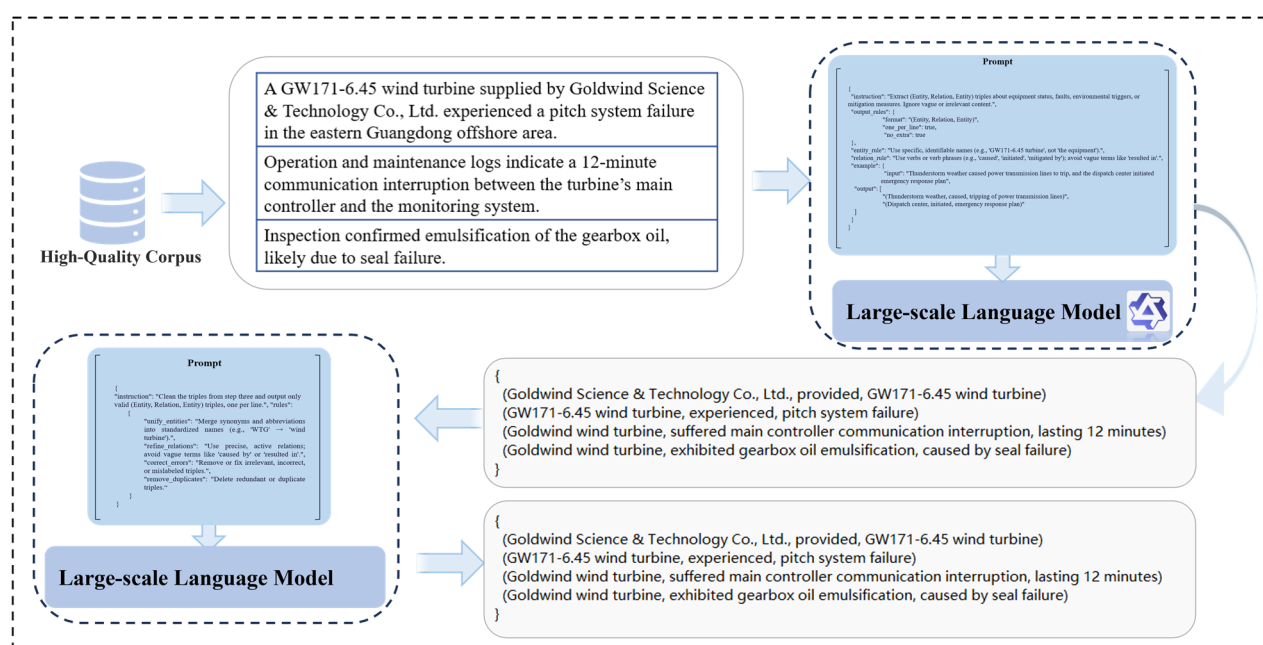 High-Quality Corpus
A GW171-6.45 wind turbine supplied by Goldwind Science
& Technology Co., Ltd. experienced a pitch system failure
in the eastern Guangdong offshore area.
Operation and maintenance logs indicate a 12-minute
communication interruption between the turbine's main
controller and the monitoring system.
Inspection confirmed emulsification of the gearbox oil,
likely due to seal failure.
Prompt
{
"instruction": "Extract (Entity, Relation, Entity) triples about equipment status, faults, environmental triggers, or
mitigation measures. Ignore vague or irrelevant content.",
"output_rules": {
"format": "(Entity, Relation, Entity)",
"one_per_line": true,
"no_extra": true
},
"entity_rule": "Use specific, identifiable names (e.g., 'GW171-6.45 turbine', not 'the equipment').",
"relation_rule": "Use verbs or verb phrases (e.g., 'caused', 'initiated', 'mitigated by'); avoid vague terms like 'resulted in'.",
"example": {
"input": "Thunderstorm weather caused power transmission lines to trip, and the dispatch center initiated
emergency response plan",
"output": [
"(Thunderstorm weather, caused, tripping of power transmission lines)",
"(Dispatch center, initiated, emergency response plan)"
]
}
}
Large-scale Language Model
{
(Goldwind Science & Technology Co., Ltd., provided, GW171-6.45 wind turbine)
(GW171-6.45 wind turbine, experienced, pitch system failure)
(Goldwind wind turbine, suffered main controller communication interruption, lasting 12 minutes)
(Goldwind wind turbine, exhibited gearbox oil emulsification, caused by seal failure)
}
Prompt
{
"instruction": "Clean the triples from step three and output only
valid (Entity, Relation, Entity) triples, one per line.", "rules":
{
"unify_entities": "Merge synonyms and abbreviations
into standardized names (e.g., 'WTG' → 'wind
turbine').",
"refine_relations": "Use precise, active relations;
avoid vague terms like 'caused by' or 'resulted in'.",
"correct_errors": "Remove or fix irrelevant, incorrect,
or mislabeled triples.",
"remove_duplicates": "Delete redundant or duplicate
triples."
}
}
Large-scale Language Model
{
(Goldwind Science & Technology Co., Ltd., provided, GW171-6.45 wind turbine)
(GW171-6.45 wind turbine, experienced, pitch system failure)
(Goldwind wind turbine, suffered main controller communication interruption, lasting 12 minutes)
(Goldwind wind turbine, exhibited gearbox oil emulsification, caused by seal failure)
}